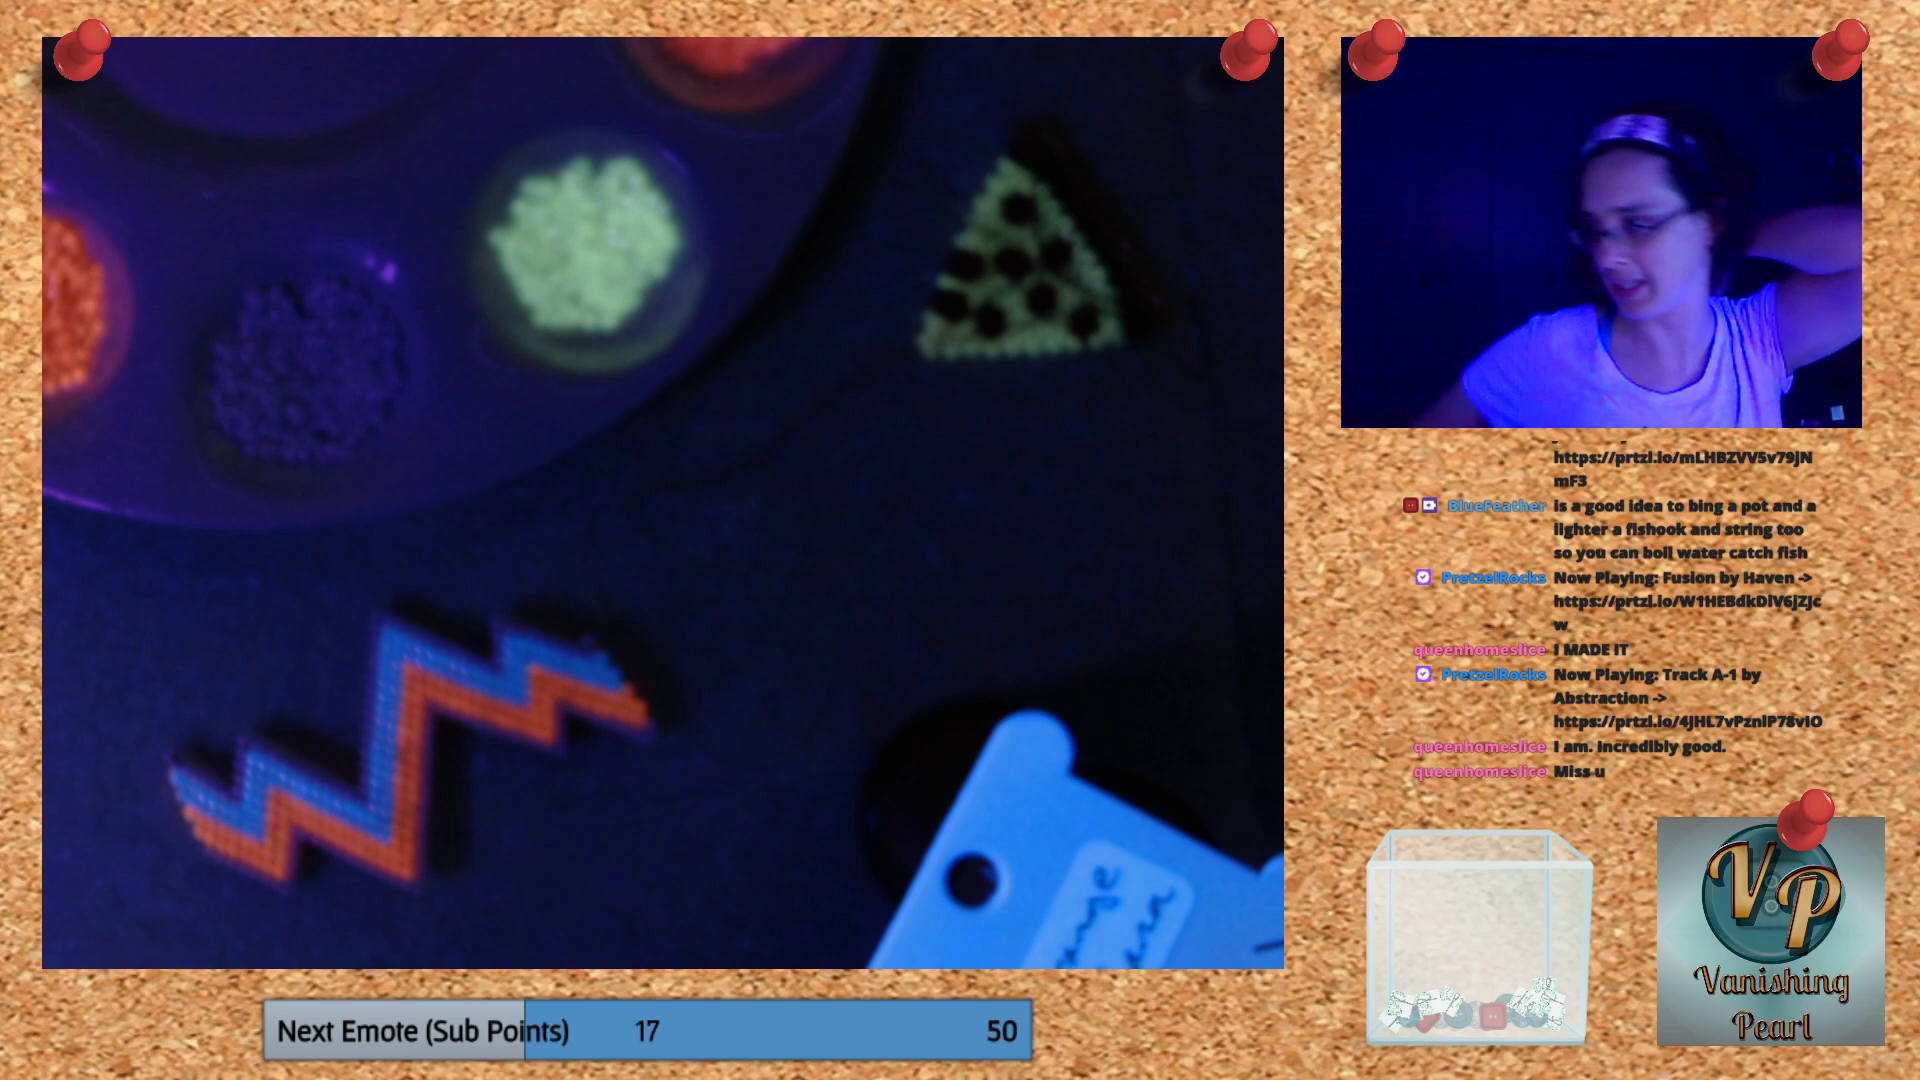 https://prtzl.io/mLHBZVV5v79jN
mF3
BlueFeather is a good idea to bing a pot and a
lighter a fishook and string too
so you can boil water catch fish
PretzelRocks Now Playing: Fusion by Haven ->
https://prtzl.io/W1HEBdkDlV6jZJc
w
queenhomeslice I MADE IT
PretzelRocks Now Playing: Track A-1 by
Abstraction ->
https://prtzl.io/4JHL7vPznlP78vlO
queenhomeslice I am. Incredibly good.
queenhomeslice Miss u
VP
Vanishing
Pearl
Next Emote (Sub Points) 17 50